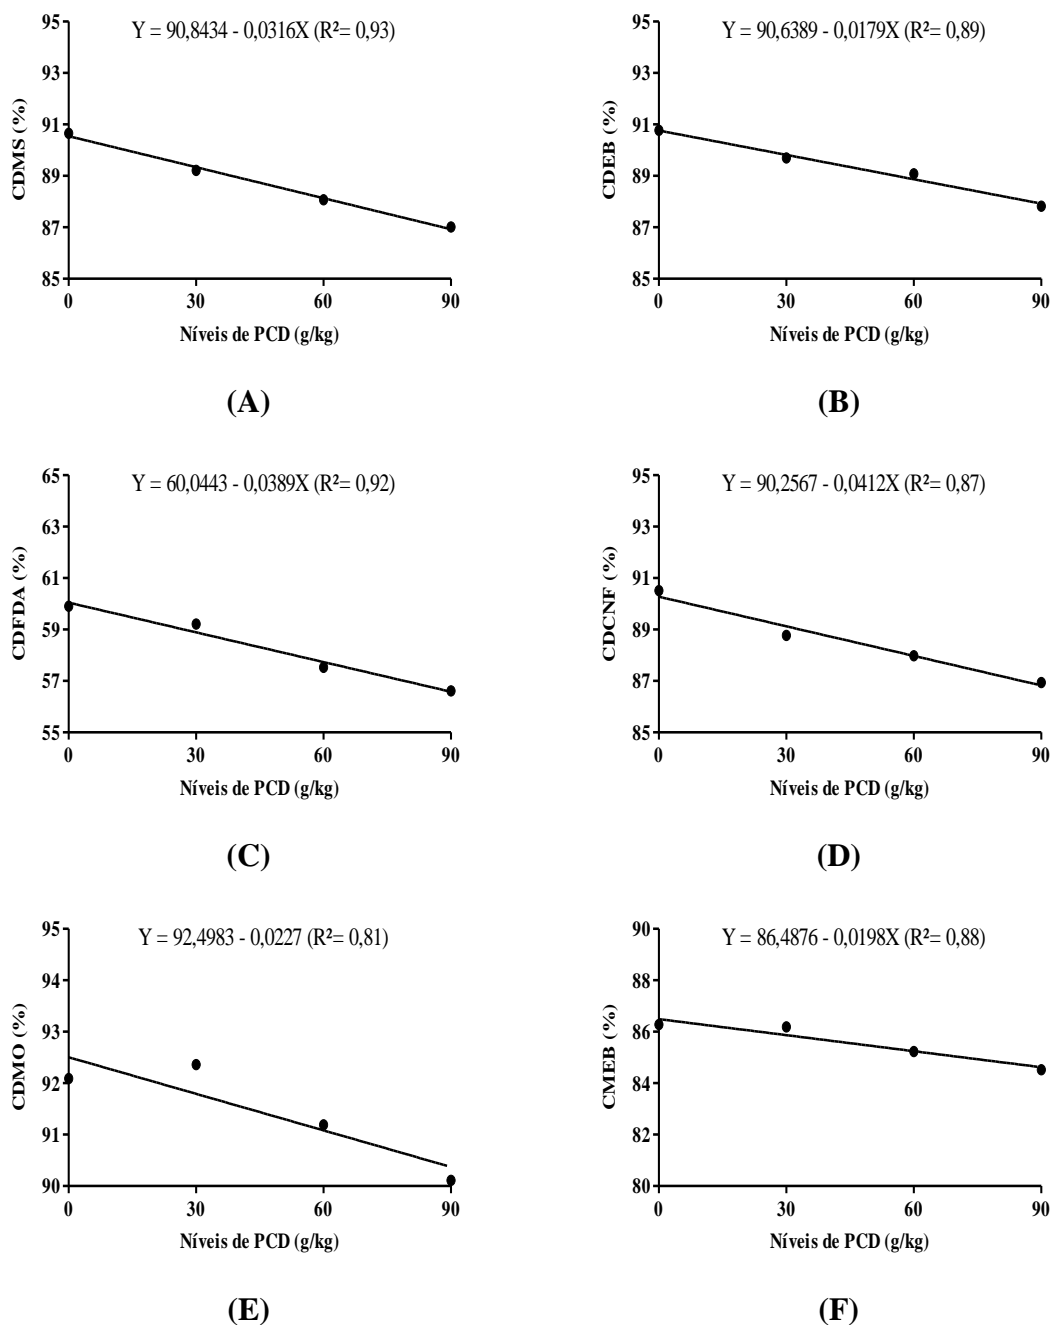 Y = 90,8434 - 0,0316X (R²= 0,93)
CDMS (%)
95
93
91
89
87
85
0 30 60 90
Níveis de PCD (g/kg)
(A)
Y = 90,6389 - 0,0179X (R²= 0,89)
CDEB (%)
95
93
91
89
87
85
0 30 60 90
Níveis de PCD (g/kg)
(B)
Y = 60,0443 - 0,0389X (R²= 0,92)
CDFDA (%)
65
63
61
59
57
55
0 30 60 90
Níveis de PCD (g/kg)
(C)
Y = 90,2567 - 0,0412X (R²= 0,87)
CDCNF (%)
95
93
91
89
87
85
0 30 60 90
Níveis de PCD (g/kg)
(D)
Y = 92,4983 - 0,0227 (R²= 0,81)
CDMO (%)
95
94
93
92
91
90
0 30 60 90
Níveis de PCD (g/kg)
(E)
Y = 86,4876 - 0,0198X (R²= 0,88)
CMEB (%)
90
88
86
84
82
80
0 30 60 90
Níveis de PCD (g/kg)
(F)